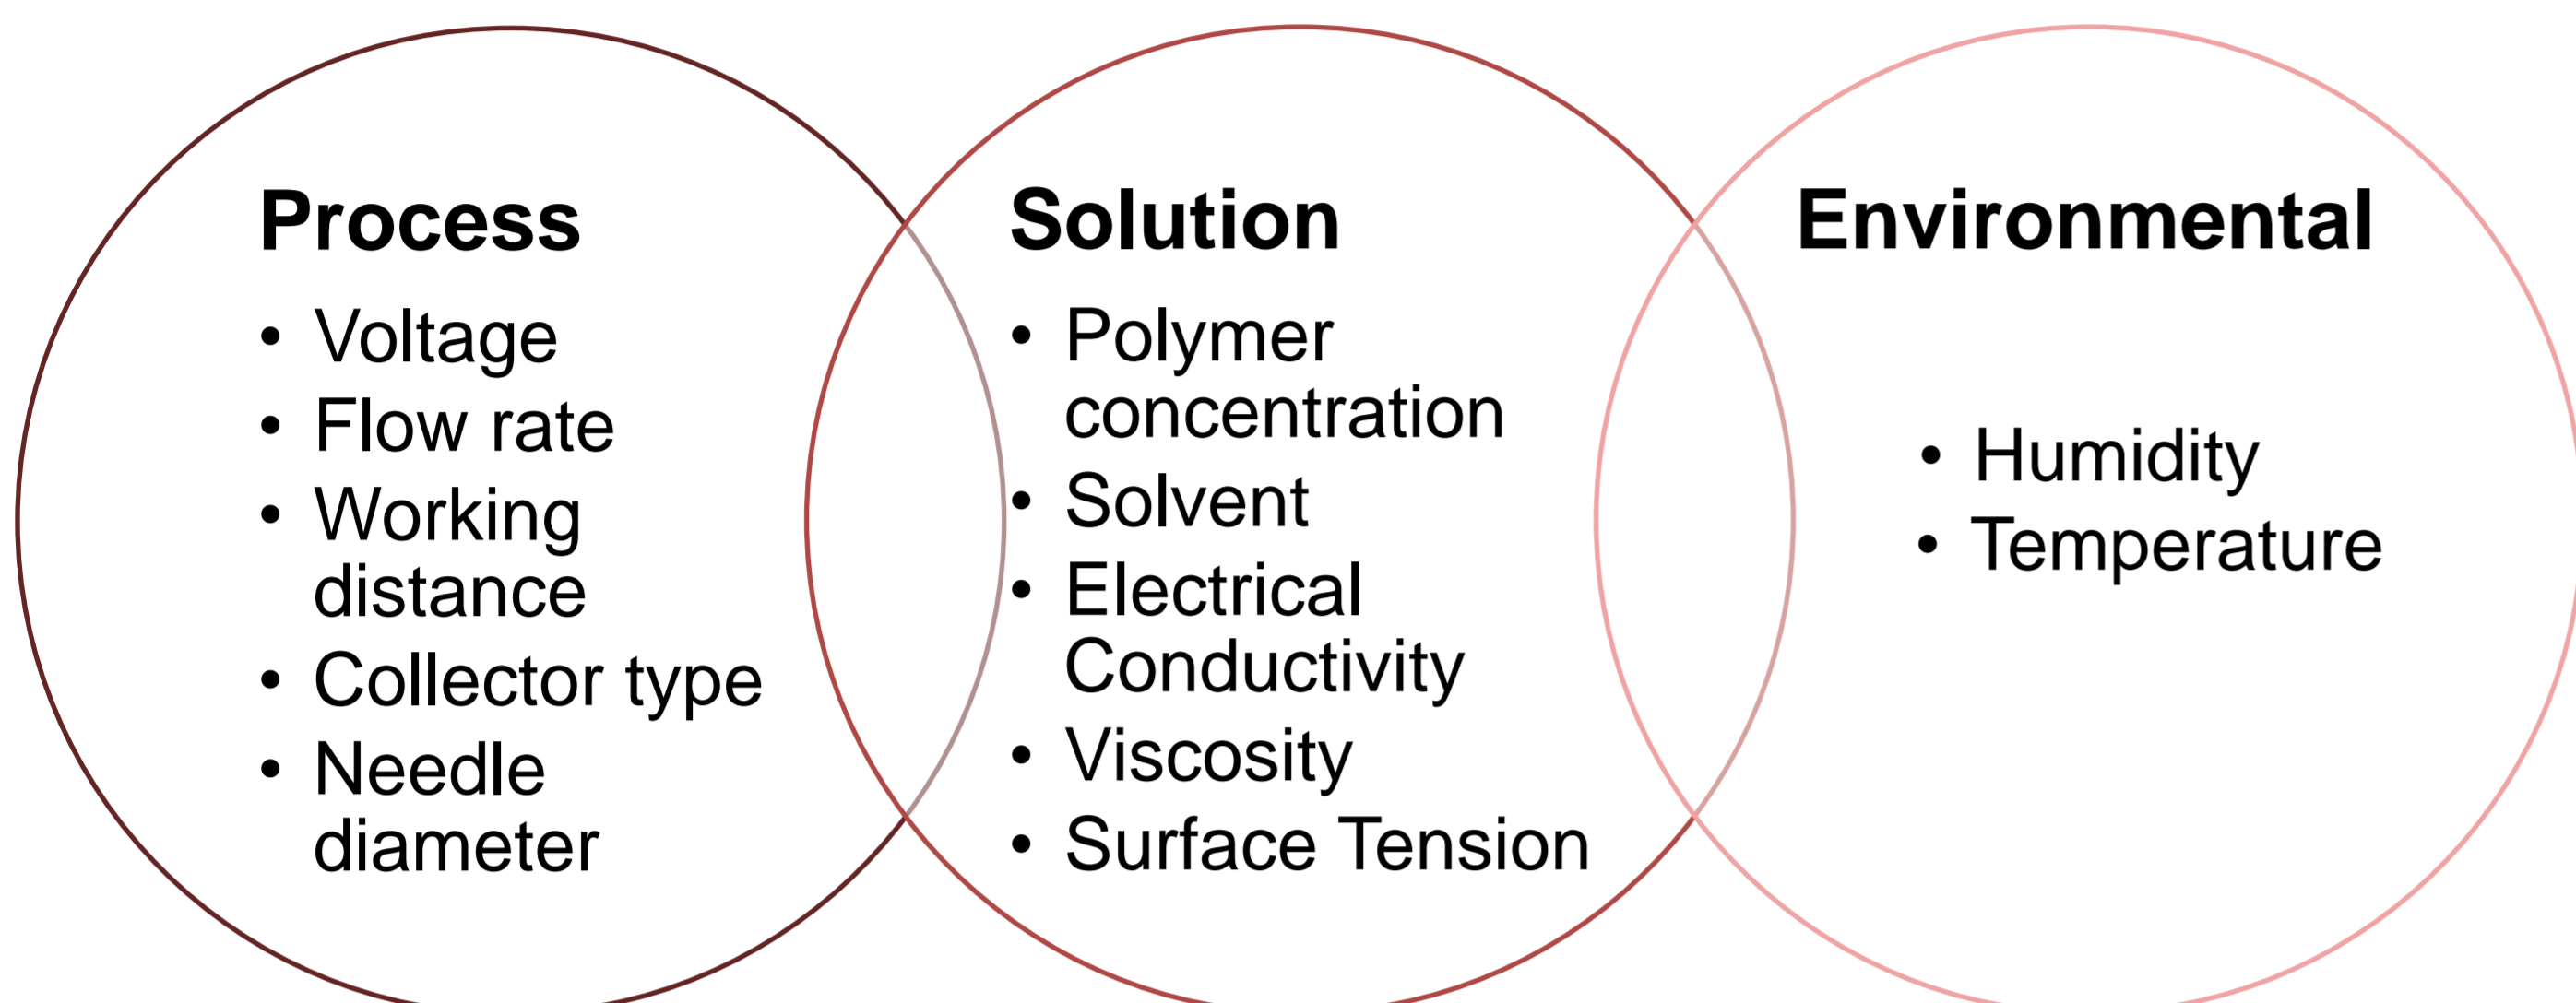 Process
• Voltage
• Flow rate
• Working
distance
• Collector type
• Needle
diameter
Solution
• Polymer
concentration
• Solvent
• Electrical
Conductivity
• Viscosity
• Surface Tension
Environmental
• Humidity
• Temperature